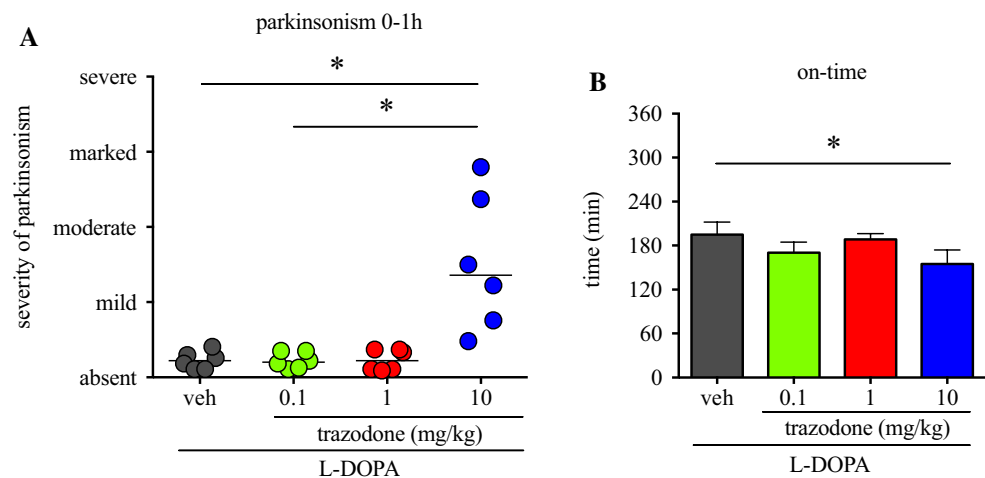 A
parkinsonism 0-1h
severity of parkinsonism
severe
marked
moderate
mild
absent
*
*
veh
0.1
1
10
trazodone (mg/kg)
L-DOPA
B
on-time
time (min)
360
300
240
180
120
60
0
*
veh
0.1
1
10
trazodone (mg/kg)
L-DOPA